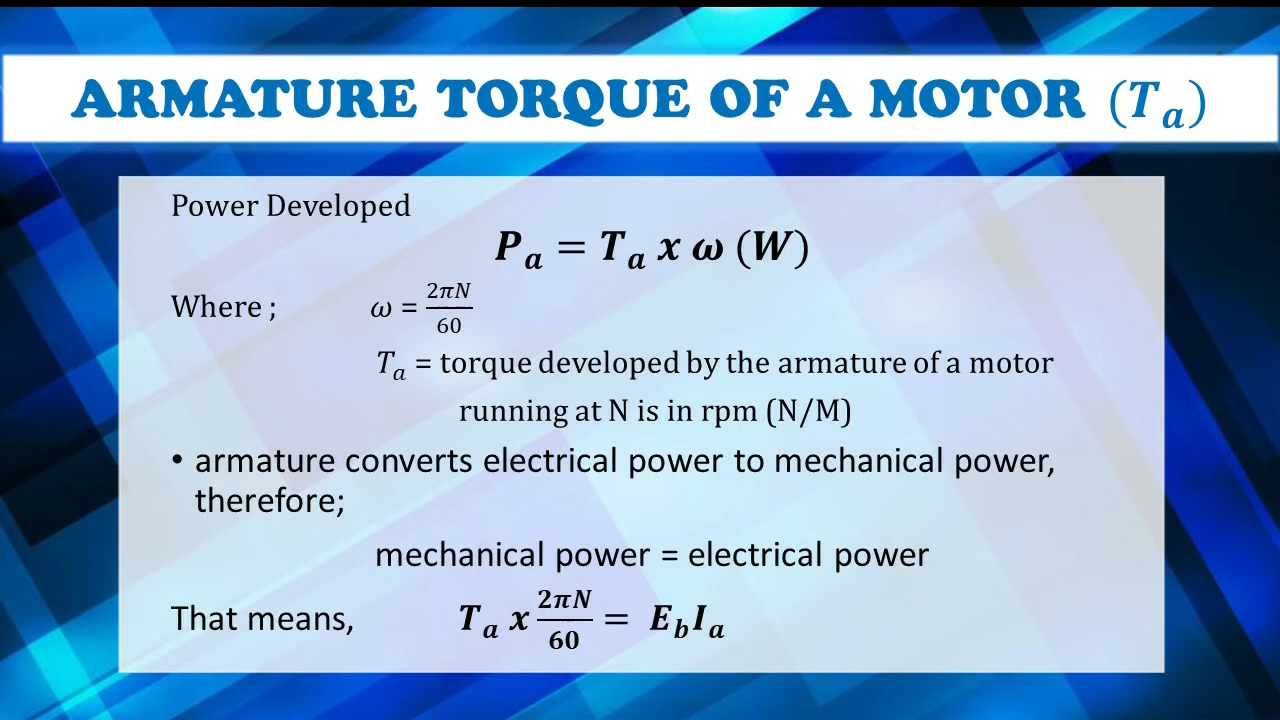 ARMATURE TORQUE OF A MOTOR (Tₐ)
Power Developed
Pₐ = Tₐ x ω (W)
Where ; ω = 2πN/60
Tₐ = torque developed by the armature of a motor
running at N is in rpm (N/M)
• armature converts electrical power to mechanical power,
therefore;
mechanical power = electrical power
That means, Tₐ x 2πN/60 = E_b Iₐ